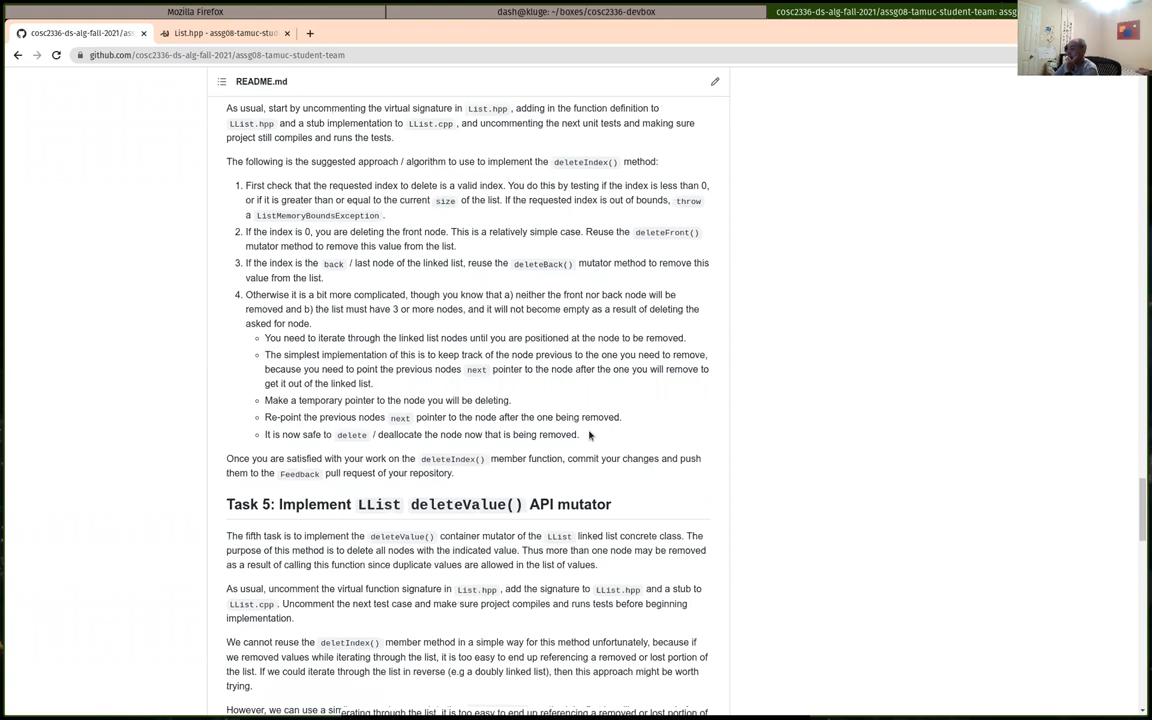 Mozilla Firefox
dash@kluge: ~/boxes/cosc2336-devbox
cosc2336-ds-alg-fall-2021/assg08-tamuc-student-team: assg
cosc2336-ds-alg-fall-2021/ass
List.hpp - assg08-tamuc-stud
github.com/cosc2336-ds-alg-fall-2021/assg08-tamuc-student-team
README.md
As usual, start by uncommenting the virtual signature in List.hpp, adding in the function definition to
LList.hpp and a stub implementation to LList.cpp, and uncommenting the next unit tests and making sure
project still compiles and runs the tests.
The following is the suggested approach / algorithm to use to implement the deleteIndex() method:
1. First check that the requested index to delete is a valid index. You do this by testing if the index is less than 0,
or if it is greater than or equal to the current size of the list. If the requested index is out of bounds, throw
a ListMemoryBoundsException.
2. If the index is 0, you are deleting the front node. This is a relatively simple case. Reuse the deleteFront()
mutator method to remove this value from the list.
3. If the index is the back / last node of the linked list, reuse the deleteBack() mutator method to remove this
value from the list.
4. Otherwise it is a bit more complicated, though you know that a) neither the front nor back node will be
removed and b) the list must have 3 or more nodes, and it will not become empty as a result of deleting the
asked for node.
◦ You need to iterate through the linked list nodes until you are positioned at the node to be removed.
◦ The simplest implementation of this is to keep track of the node previous to the one you need to remove,
because you need to point the previous nodes next pointer to the node after the one you will remove to
get it out of the linked list.
◦ Make a temporary pointer to the node you will be deleting.
◦ Re-point the previous nodes next pointer to the node after the one being removed.
◦ It is now safe to delete / deallocate the node now that is being removed.
Once you are satisfied with your work on the deleteIndex() member function, commit your changes and push
them to the Feedback pull request of your repository.
Task 5: Implement LList deleteValue() API mutator
The fifth task is to implement the deleteValue() container mutator of the LList linked list concrete class. The
purpose of this method is to delete all nodes with the indicated value. Thus more than one node may be removed
as a result of calling this function since duplicate values are allowed in the list of values.
As usual, uncomment the virtual function signature in List.hpp, add the signature to LList.hpp and a stub to
LList.cpp. Uncomment the next test case and make sure project compiles and runs tests before beginning
implementation.
We cannot reuse the deletIndex() member method in a simple way for this method unfortunately, because if
we removed values while iterating through the list, it is too easy to end up referencing a removed or lost portion of
the list. If we could iterate through the list in reverse (e.g a doubly linked list), then this approach might be worth
trying.
However, we can use a sim
erating through the list, it is too easy to end up referencing a removed or lost portion of